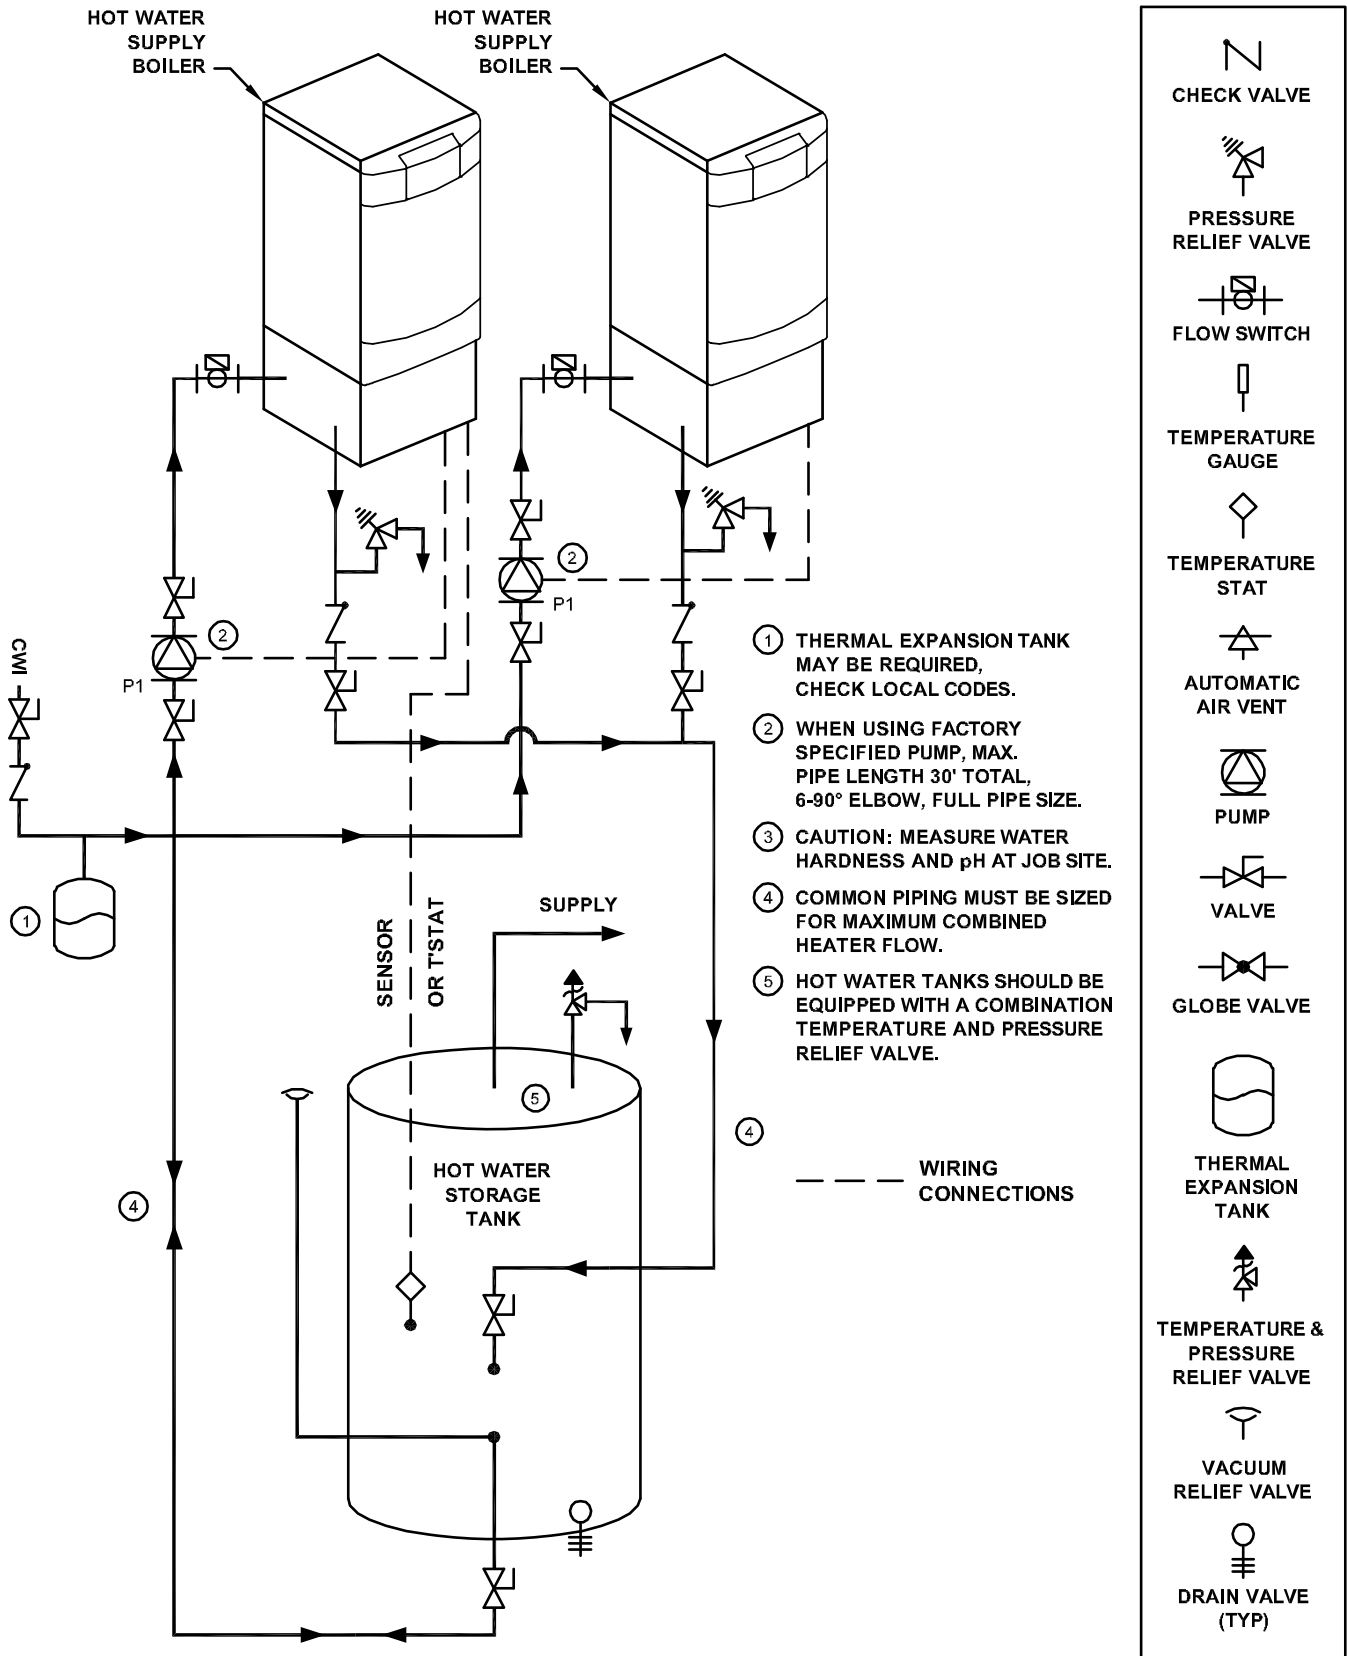 HOT WATER
SUPPLY
BOILER
HOT WATER
SUPPLY
BOILER
2
P1
2
P1
CWI
1
SENSOR
OR T'STAT
SUPPLY
5
HOT WATER
STORAGE
TANK
4
4
1 THERMAL EXPANSION TANK
MAY BE REQUIRED,
CHECK LOCAL CODES.
2 WHEN USING FACTORY
SPECIFIED PUMP, MAX.
PIPE LENGTH 30' TOTAL,
6-90° ELBOW, FULL PIPE SIZE.
3 CAUTION: MEASURE WATER
HARDNESS AND pH AT JOB SITE.
4 COMMON PIPING MUST BE SIZED
FOR MAXIMUM COMBINED
HEATER FLOW.
5 HOT WATER TANKS SHOULD BE
EQUIPPED WITH A COMBINATION
TEMPERATURE AND PRESSURE
RELIEF VALVE.
WIRING
CONNECTIONS
CHECK VALVE
PRESSURE
RELIEF VALVE
FLOW SWITCH
TEMPERATURE
GAUGE
TEMPERATURE
STAT
AUTOMATIC
AIR VENT
PUMP
VALVE
GLOBE VALVE
THERMAL
EXPANSION
TANK
TEMPERATURE &
PRESSURE
RELIEF VALVE
VACUUM
RELIEF VALVE
DRAIN VALVE
(TYP)